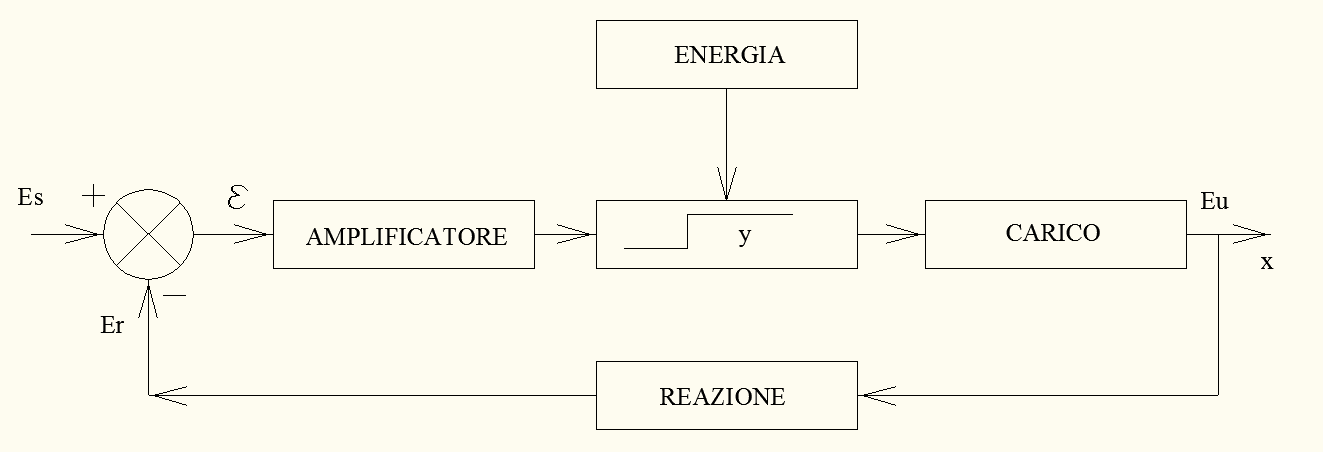 ENERGIA
Es
+
ε
AMPLIFICATORE
y
CARICO
Eu
x
−
Er
REAZIONE